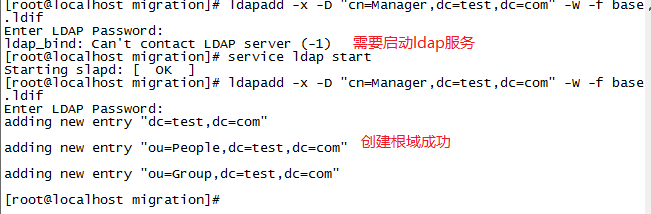 [root@localhost migration]# ldapadd -x -D "cn=Manager,dc=test,dc=com" -W -f base
.ldif
Enter LDAP Password:
ldap_bind: Can't contact LDAP server (-1) 需要启动ldap服务
[root@localhost migration]# service ldap start
Starting slapd: [  OK  ]
[root@localhost migration]# ldapadd -x -D "cn=Manager,dc=test,dc=com" -W -f base
.ldif
Enter LDAP Password:
adding new entry "dc=test,dc=com"
adding new entry "ou=People,dc=test,dc=com" 创建根域成功
adding new entry "ou=Group,dc=test,dc=com"
[root@localhost migration]#